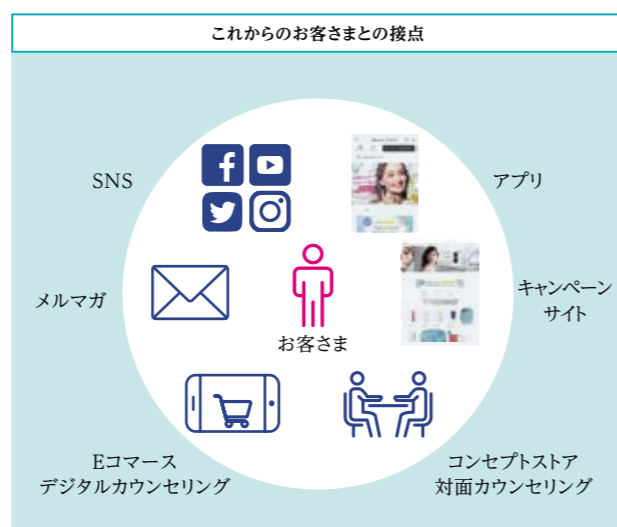 これからのお客さまとの接点
SNS
アプリ
メルマガ
キャンペーン
サイト
お客さま
Eコマース
デジタルカウンセリング
コンセプトストア
対面カウンセリング